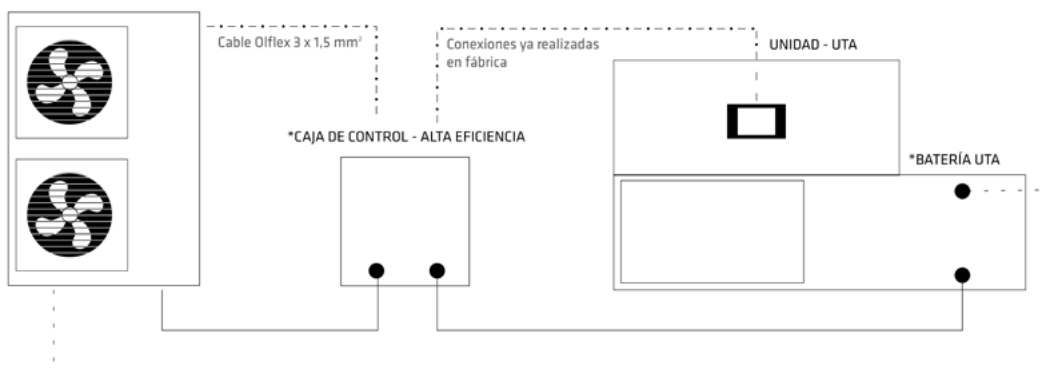 Cable Olflex 3 x 1,5 mm²
Conexiones ya realizadas
en fábrica
UNIDAD - UTA
*CAJA DE CONTROL - ALTA EFICIENCIA
*BATERÍA UTA